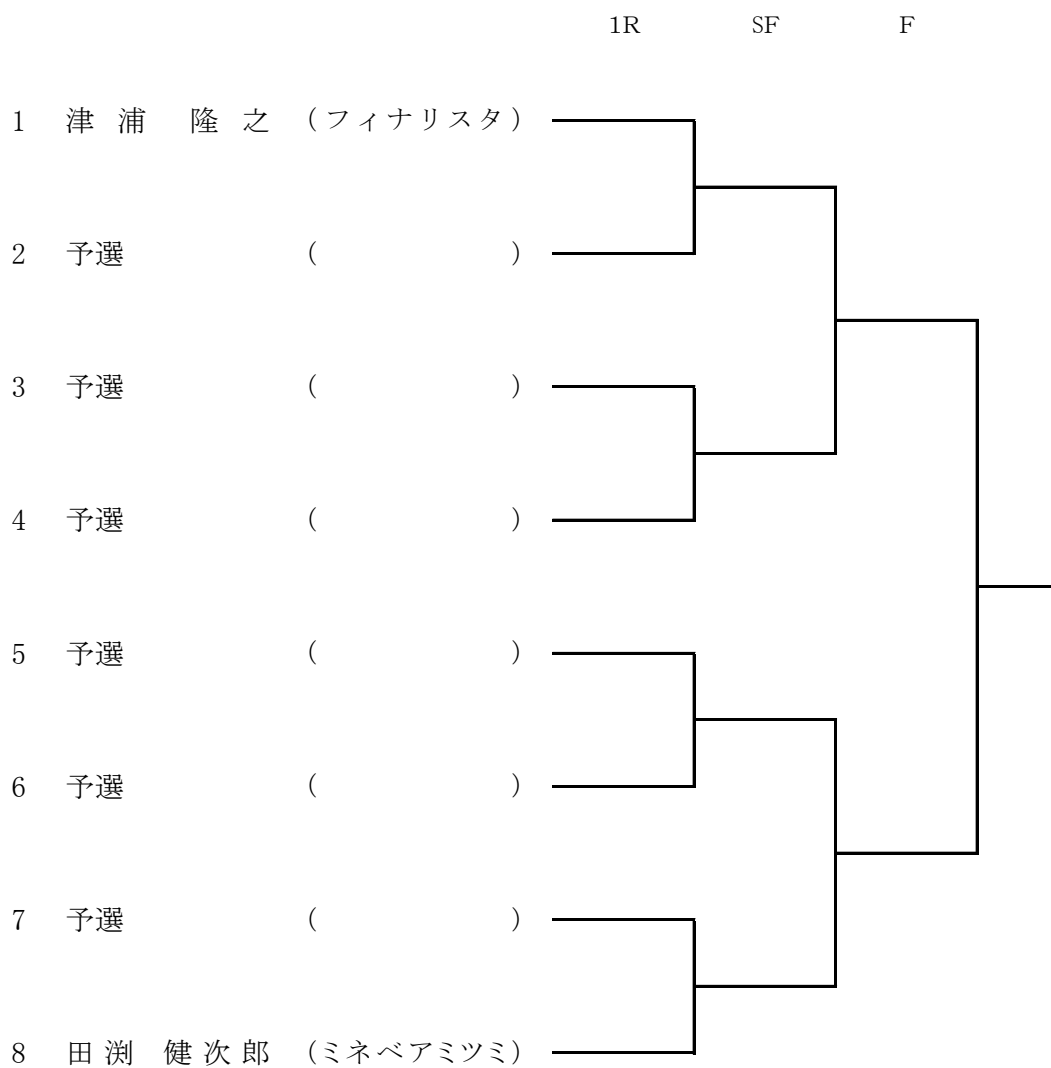 1R SF F
1 津浦 隆之 (フィナリスタ)
2 予選 ( )
3 予選 ( )
4 予選 ( )
5 予選 ( )
6 予選 ( )
7 予選 ( )
8 田渕 健次郎 (ミネベアミツミ)